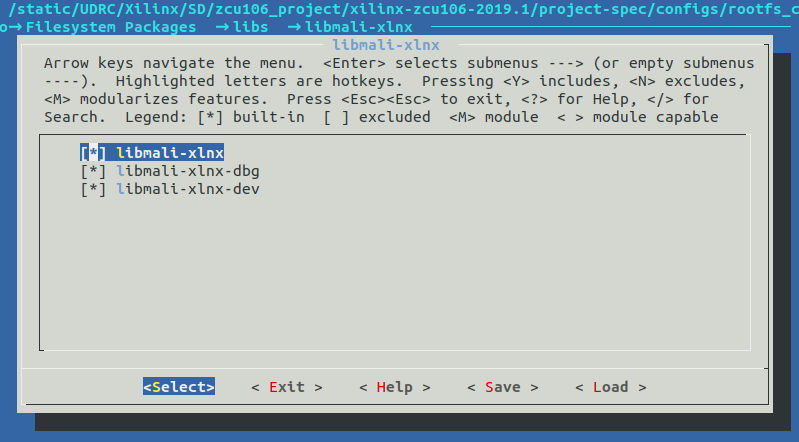 /static/UDRC/Xilinx/SD/zcu106_project/xilinx-zcu106-2019.1/project-spec/configs/rootfs_c
o→Filesystem Packages → libs → libmali-xlnx
libmali-xlnx
Arrow keys navigate the menu.  <Enter> selects submenus ---> (or empty submenus
----).  Highlighted letters are hotkeys.  Pressing <Y> includes, <N> excludes,
<M> modularizes features.  Press <Esc><Esc> to exit, <?> for Help, </> for
Search.  Legend: [*] built-in  [ ] excluded  <M> module  < > module capable
[*] libmali-xlnx
[*] libmali-xlnx-dbg
[*] libmali-xlnx-dev
<Select>    < Exit >    < Help >    < Save >    < Load >